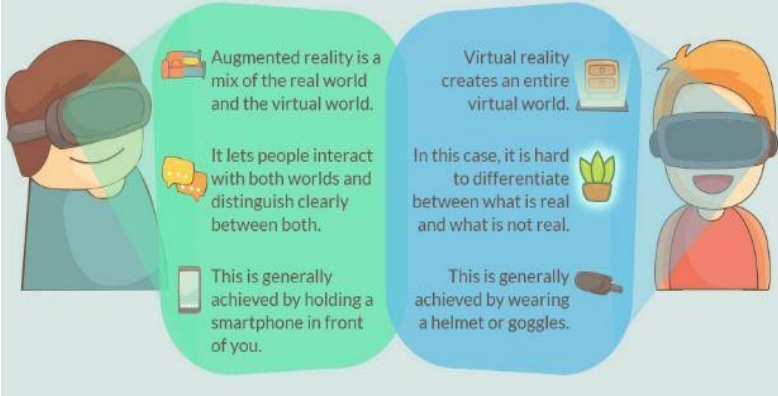 Augmented reality is a
mix of the real world
and the virtual world.
It lets people interact
with both worlds and
distinguish clearly
between both.
This is generally
achieved by holding a
smartphone in front
of you.
Virtual reality
creates an entire
virtual world.
In this case, it is hard
to differentiate
between what is real
and what is not real.
This is generally
achieved by wearing
a helmet or goggles.